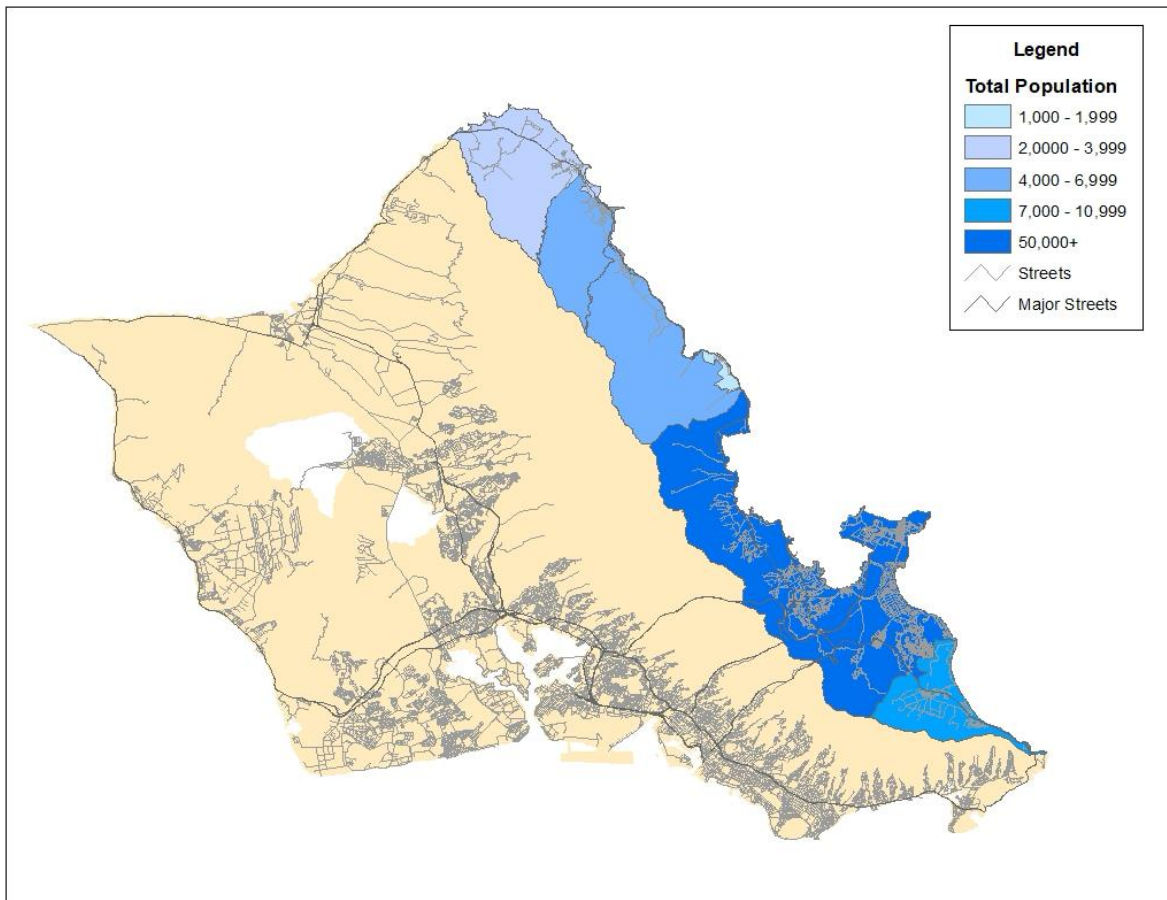 Legend
Total Population
1,000 - 1,999
2,0000 - 3,999
4,000 - 6,999
7,000 - 10,999
50,000+
Streets
Major Streets